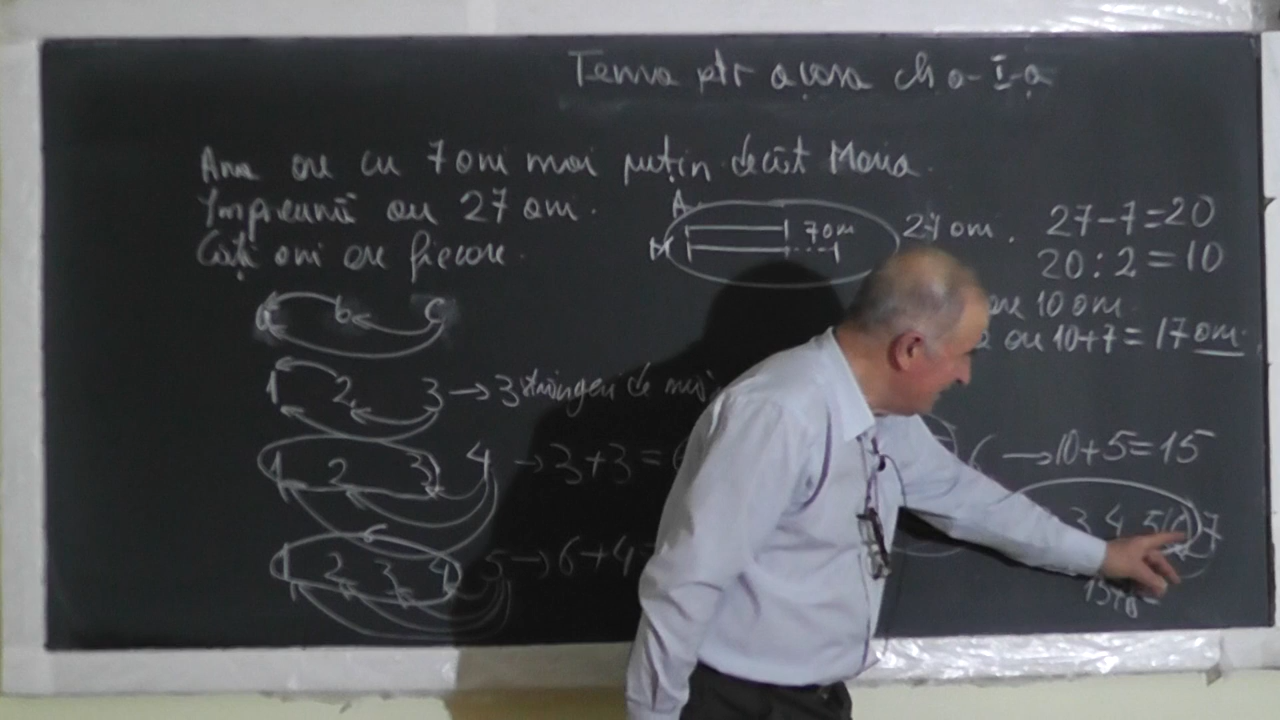 Tema ptr acasa cls a-I-a
Ana are cu 7 ani mai puțin decât Maria.
Împreună au 27 ani.
Câți ani are fiecare.
A
M
7 ani
27 ani.
27-7=20
20:2=10
are 10 ani
are 10+7=17 ani.
a b c
1 2 3 → 3 strângeri de
1 2 3 4 → 3+3=
1 2 3 4 5 → 6+4
6 → 10+5=15
3 4 5 6 7
15+6